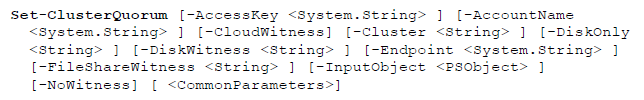 Set-ClusterQuorum [-AccessKey <System.String> ] [-AccountName
<System.String> ] [-CloudWitness] [-Cluster <String> ] [-DiskOnly
<String> ] [-DiskWitness <String> ] [-Endpoint <System.String> ]
[-FileShareWitness <String> ] [-InputObject <PSObject> ]
[-NoWitness] [ <CommonParameters>]